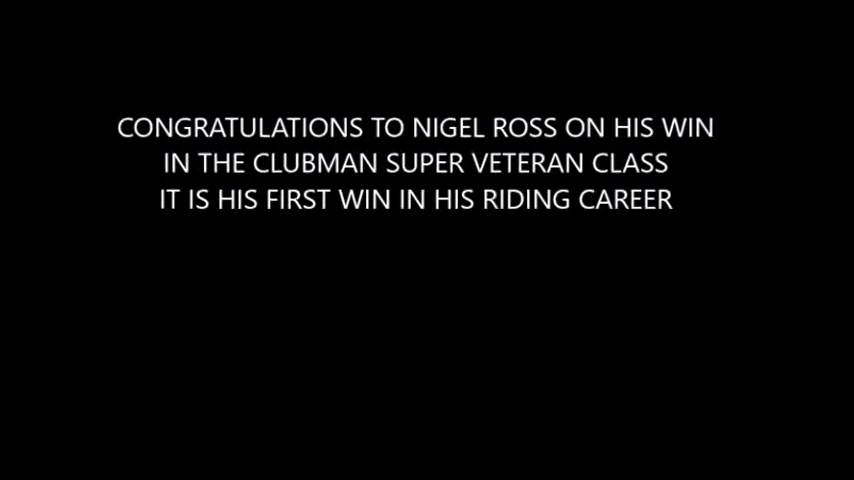 CONGRATULATIONS TO NIGEL ROSS ON HIS WIN
IN THE CLUBMAN SUPER VETERAN CLASS
IT IS HIS FIRST WIN IN HIS RIDING CAREER